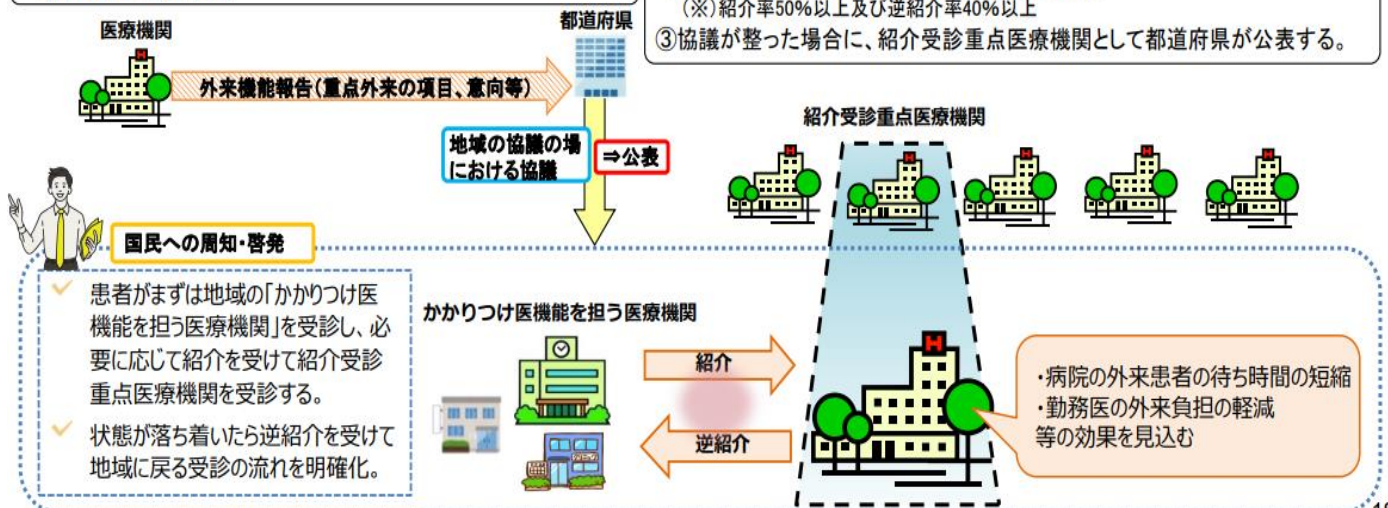 (※)紹介率50%以上及び逆紹介率40%以上
③協議が整った場合に、紹介受診重点医療機関として都道府県が公表する。
医療機関
都道府県
外来機能報告(重点外来の項目、意向等)
地域の協議の場
における協議
⇒公表
紹介受診重点医療機関
H
H
H
H
H
H
国民への周知・啓発
患者がまずは地域の「かかりつけ医
機能を担う医療機関」を受診し、必
要に応じて紹介を受けて紹介受診
重点医療機関を受診する。
状態が落ち着いたら逆紹介を受けて
地域に戻る受診の流れを明確化。
かかりつけ医機能を担う医療機関
紹介
逆紹介
H
・病院の外来患者の待ち時間の短縮
・勤務医の外来負担の軽減
等の効果を見込む